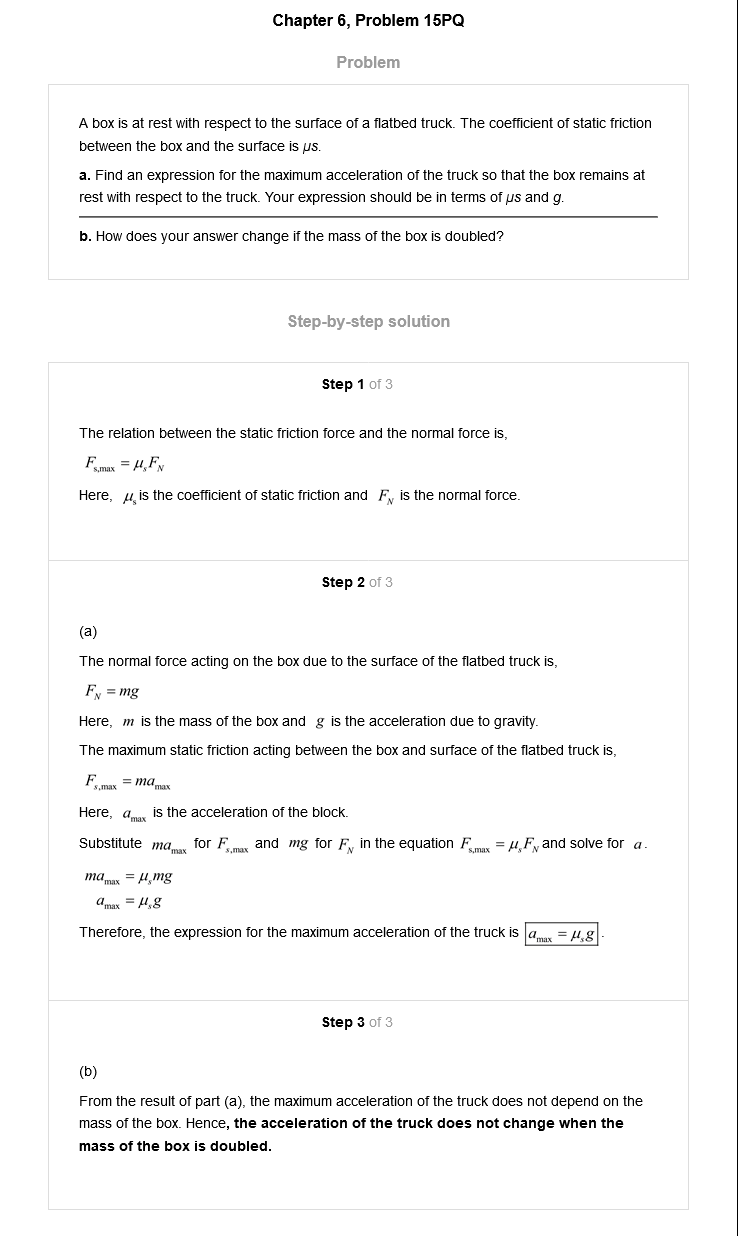 Chapter 6, Problem 15PQ
Problem
A box is at rest with respect to the surface of a flatbed truck. The coefficient of static friction
between the box and the surface is μs.
a. Find an expression for the maximum acceleration of the truck so that the box remains at
rest with respect to the truck. Your expression should be in terms of μs and g.
b. How does your answer change if the mass of the box is doubled?
Step-by-step solution
Step 1 of 3
The relation between the static friction force and the normal force is,
F_{s,max} = μ_s F_N
Here, μ_s is the coefficient of static friction and F_N is the normal force.
Step 2 of 3
(a)
The normal force acting on the box due to the surface of the flatbed truck is,
F_N = mg
Here, m is the mass of the box and g is the acceleration due to gravity.
The maximum static friction acting between the box and surface of the flatbed truck is,
F_{s,max} = ma_{max}
Here, a_{max} is the acceleration of the block.
Substitute ma_{max} for F_{s,max} and mg for F_N in the equation F_{s,max} = μ_s F_N and solve for a.
ma_{max} = μ_s mg
a_{max} = μ_s g
Therefore, the expression for the maximum acceleration of the truck is a_{max} = μ_s g.
Step 3 of 3
(b)
From the result of part (a), the maximum acceleration of the truck does not depend on the
mass of the box. Hence, the acceleration of the truck does not change when the
mass of the box is doubled.